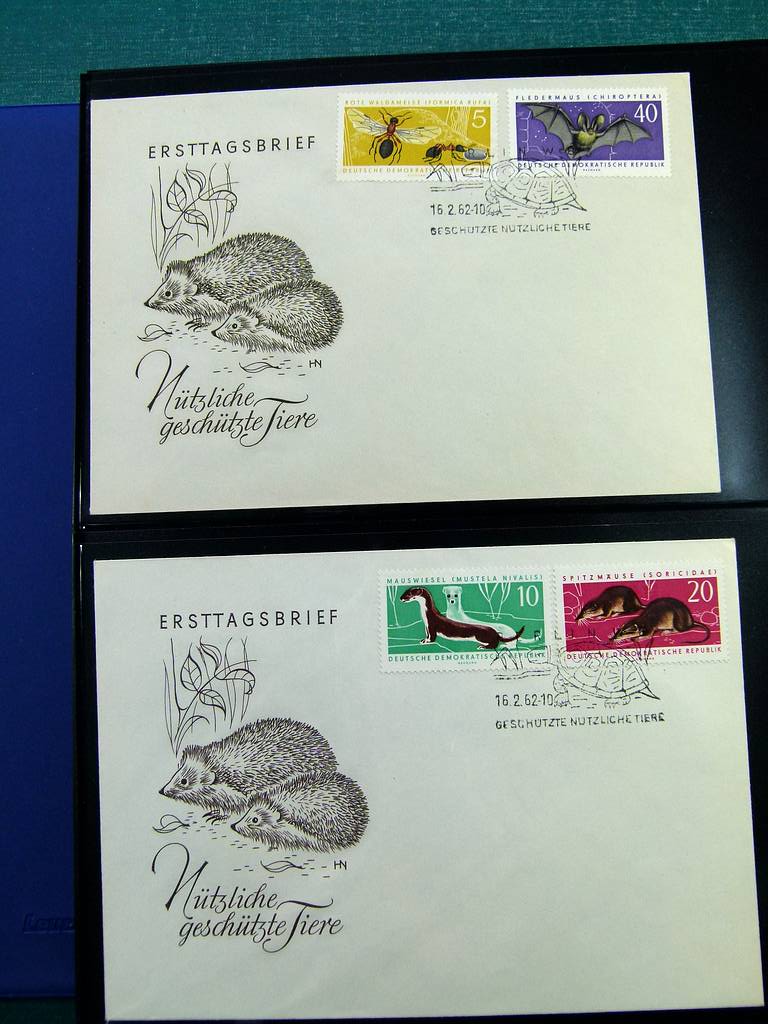 ERSTTAGSBRIEF
ROTE WALDAMEISE (FORMICA RUFA)
5
DEUTSCHE DEMOKRATISCHE
FLEDERMAUS (CHIROPTERA)
40
DEUTSCHE DEMOKRATISCHE REPUBLIK
16.2.62-10
GESCHÜTZTE NÜTZLICHE TIERE
HN
Nützliche
geschützte Tiere
ERSTTAGSBRIEF
MAUSWIESEL (MUSTELA NIVALIS)
10
DEUTSCHE DEMOKRATISCHE REPUBLIK
SPITZMÄUSE (SORICIDAE)
20
DEUTSCHE DEMOKRATISCHE REPUBLIK
16.2.62-10
GESCHÜTZTE NÜTZLICHE TIERE
HN
Nützliche
geschützte Tiere